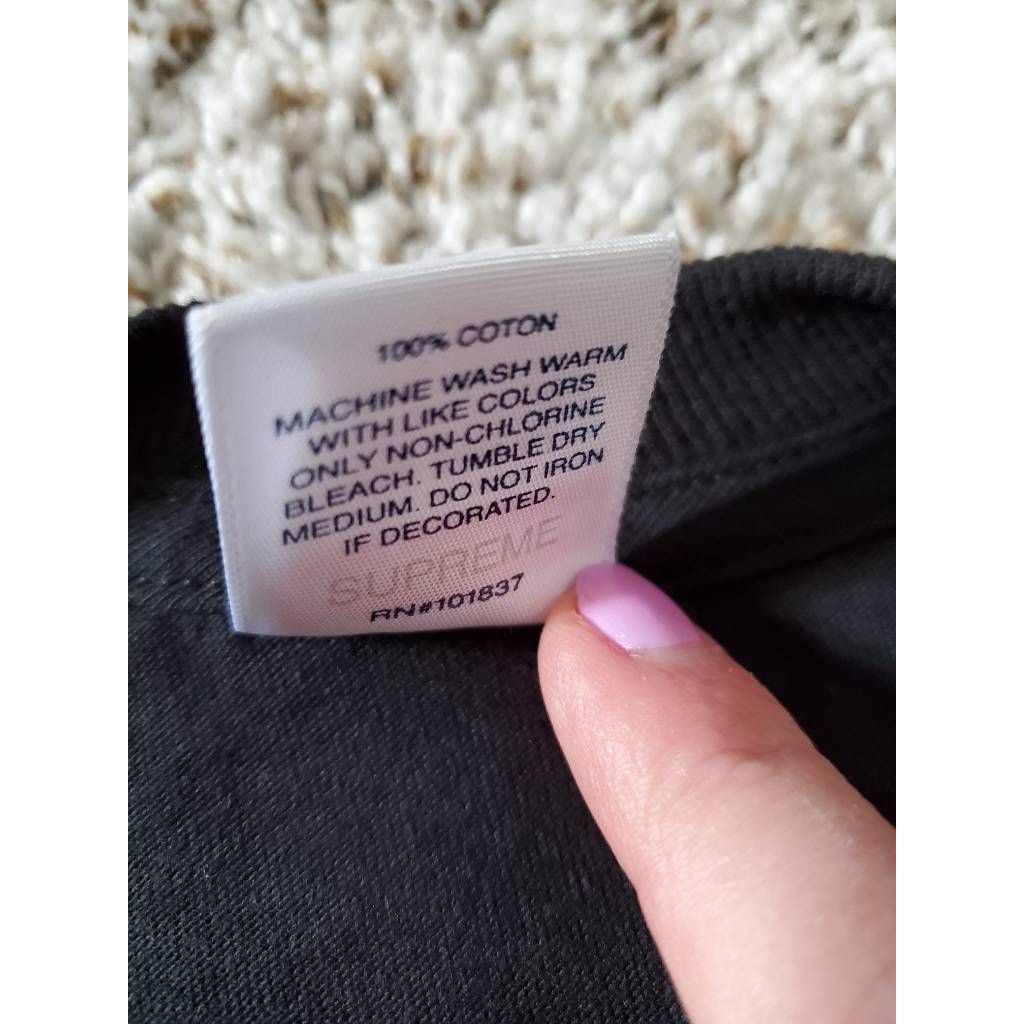 100% COTON
MACHINE WASH WARM
WITH LIKE COLORS
ONLY NON-CHLORINE
BLEACH. TUMBLE DRY
MEDIUM. DO NOT IRON
IF DECORATED.
SUPREME
RN#101837